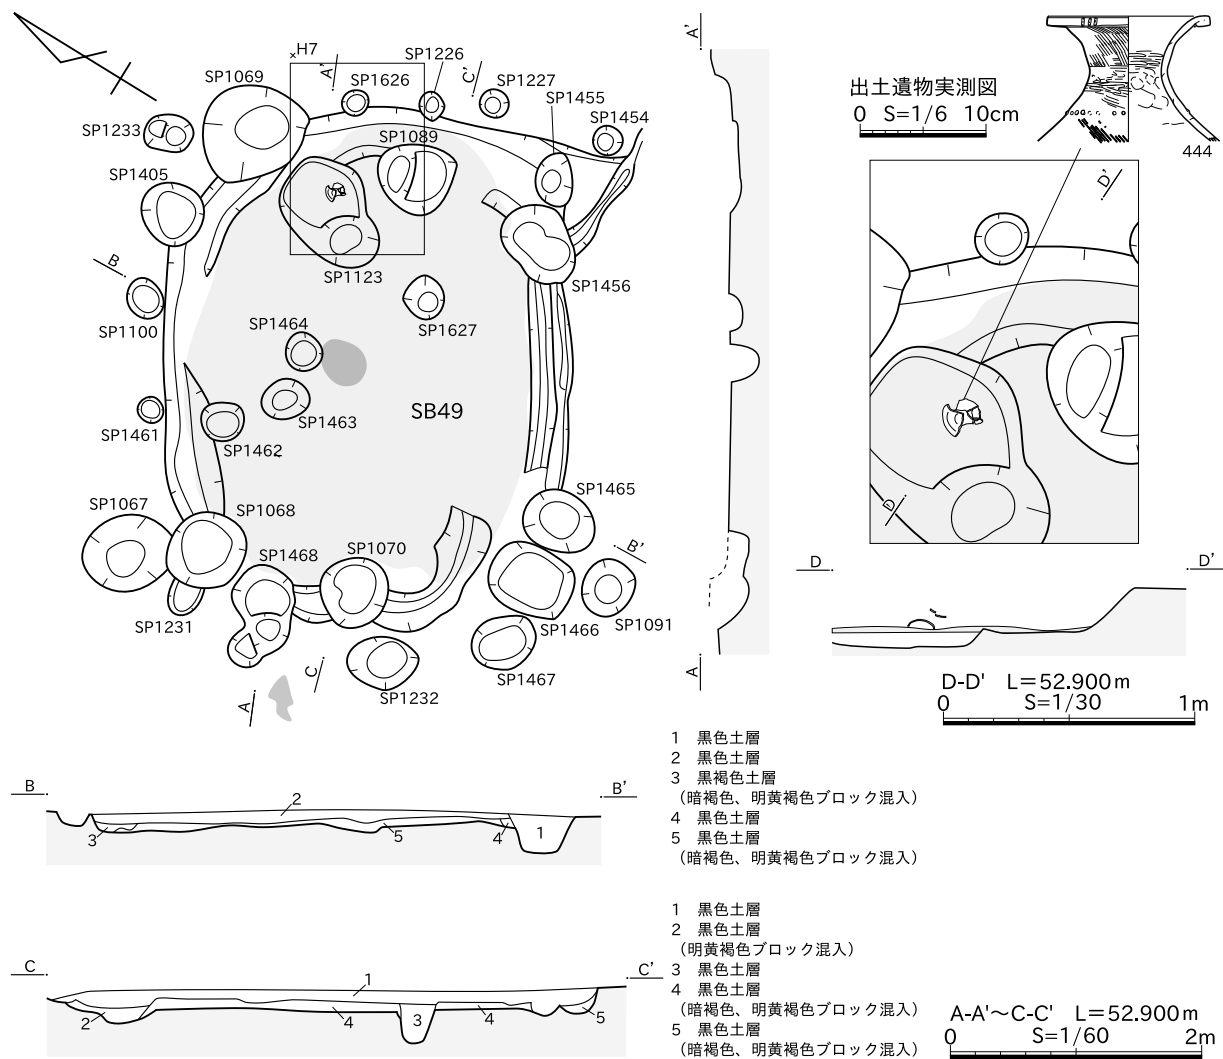 ×H7
A'
SP1626
SP1226
C'
SP1227
SP1069
SP1455
SP1454
SP1233
SP1089
SP1405
B
SP1123
SP1456
SP1100
SP1464
SP1627
SP1463
SB49
SP1461
SP1462
SP1067
SP1068
SP1465
SP1468
SP1070
B'
SP1231
SP1466
SP1091
C
SP1467
SP1232
A
A'
A
出土遺物実測図
0 S=1/6 10cm
444
D'
D
D
D'
D-D' L=52.900m
0 S=1/30 1m
B
2
B'
3
5
4
1
1 黒色土層
2 黒色土層
3 黒褐色土層
(暗褐色、明黄褐色ブロック混入)
4 黒色土層
5 黒色土層
(暗褐色、明黄褐色ブロック混入)
C
1
C'
2
4
3
4
5
1 黒色土層
2 黒色土層
(明黄褐色ブロック混入)
3 黒色土層
4 黒色土層
(暗褐色、明黄褐色ブロック混入)
5 黒色土層
(暗褐色、明黄褐色ブロック混入)
A-A'～C-C' L=52.900m
0 S=1/60 2m